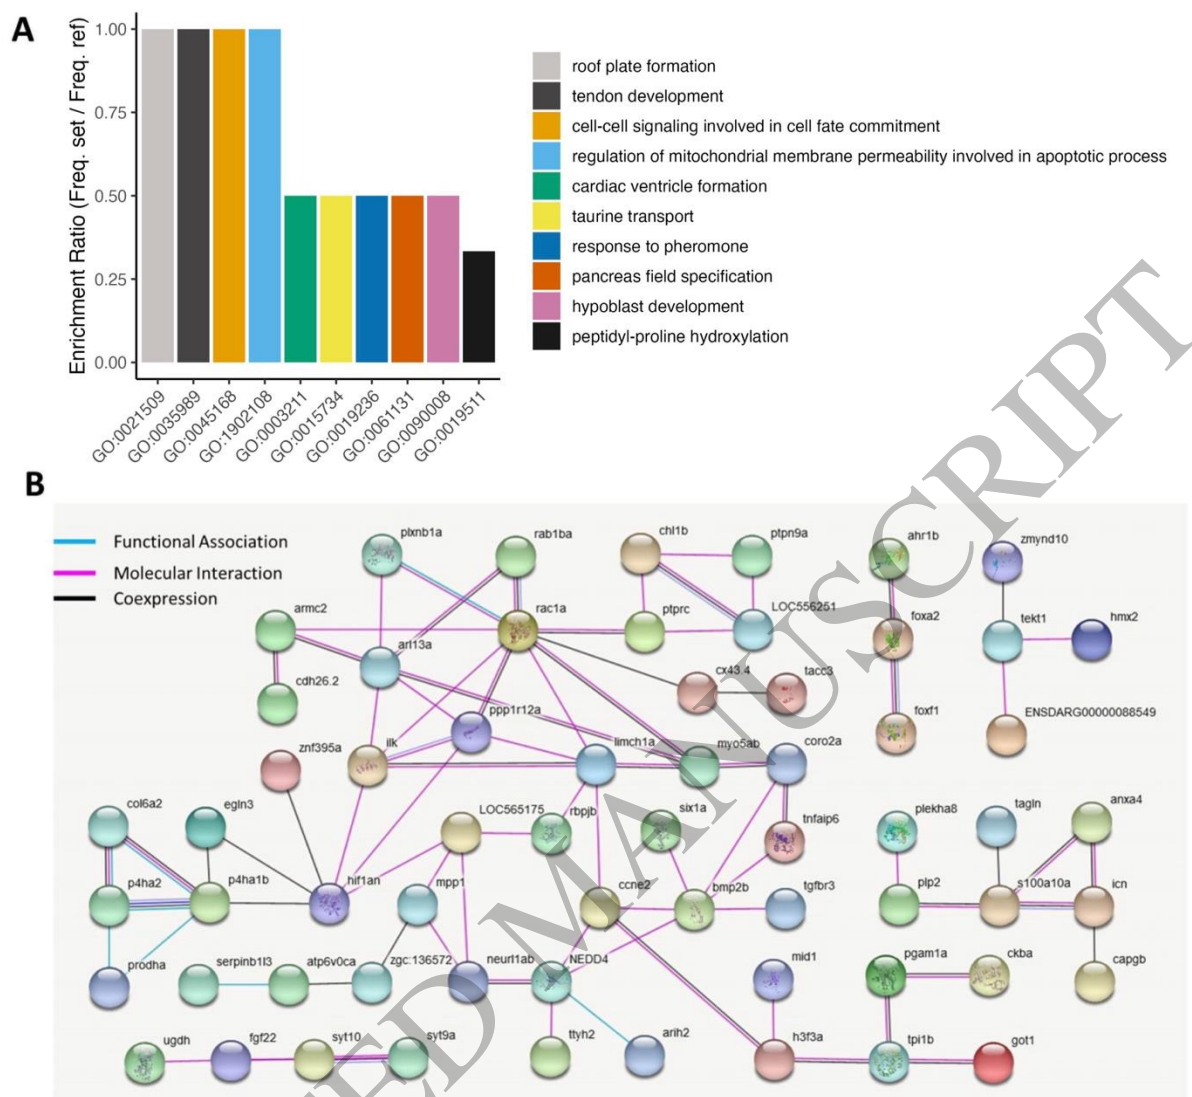 A
Enrichment Ratio (Freq. set / Freq. ref)
1.00
0.75
0.50
0.25
0.00
GO:0021509
GO:0035989
GO:0045168
GO:1902108
GO:0003211
GO:0015734
GO:0019236
GO:0061131
GO:0090008
GO:0019511
roof plate formation
tendon development
cell-cell signaling involved in cell fate commitment
regulation of mitochondrial membrane permeability involved in apoptotic process
cardiac ventricle formation
taurine transport
response to pheromone
pancreas field specification
hypoblast development
peptidyl-proline hydroxylation
B
Functional Association
Molecular Interaction
Coexpression
plxnb1a
rab1ba
chl1b
ptpn9a
ahr1b
zmynd10
armc2
arl13a
rac1a
ptprc
LOC556251
foxa2
tekt1
hmx2
cdh26.2
cx43.4
tacc3
ppp1r12a
foxf1
ENSDARG00000088549
znf395a
ilk
limch1a
myo5ab
coro2a
col6a2
egln3
LOC565175
rbpjb
six1a
tnfaip6
plekha8
tagln
anxa4
p4ha2
p4ha1b
hif1an
mpp1
ccne2
bmp2b
tgfbr3
plp2
s100a10a
icn
prodha
serpinb1l3
atp6v0ca
zgc:136572
neurl1ab
NEDD4
mid1
pgam1a
ckba
capgb
ugdh
fgf22
syt10
syt9a
ttyh2
arih2
h3f3a
tpi1b
got1
TED MANUSCRIPT